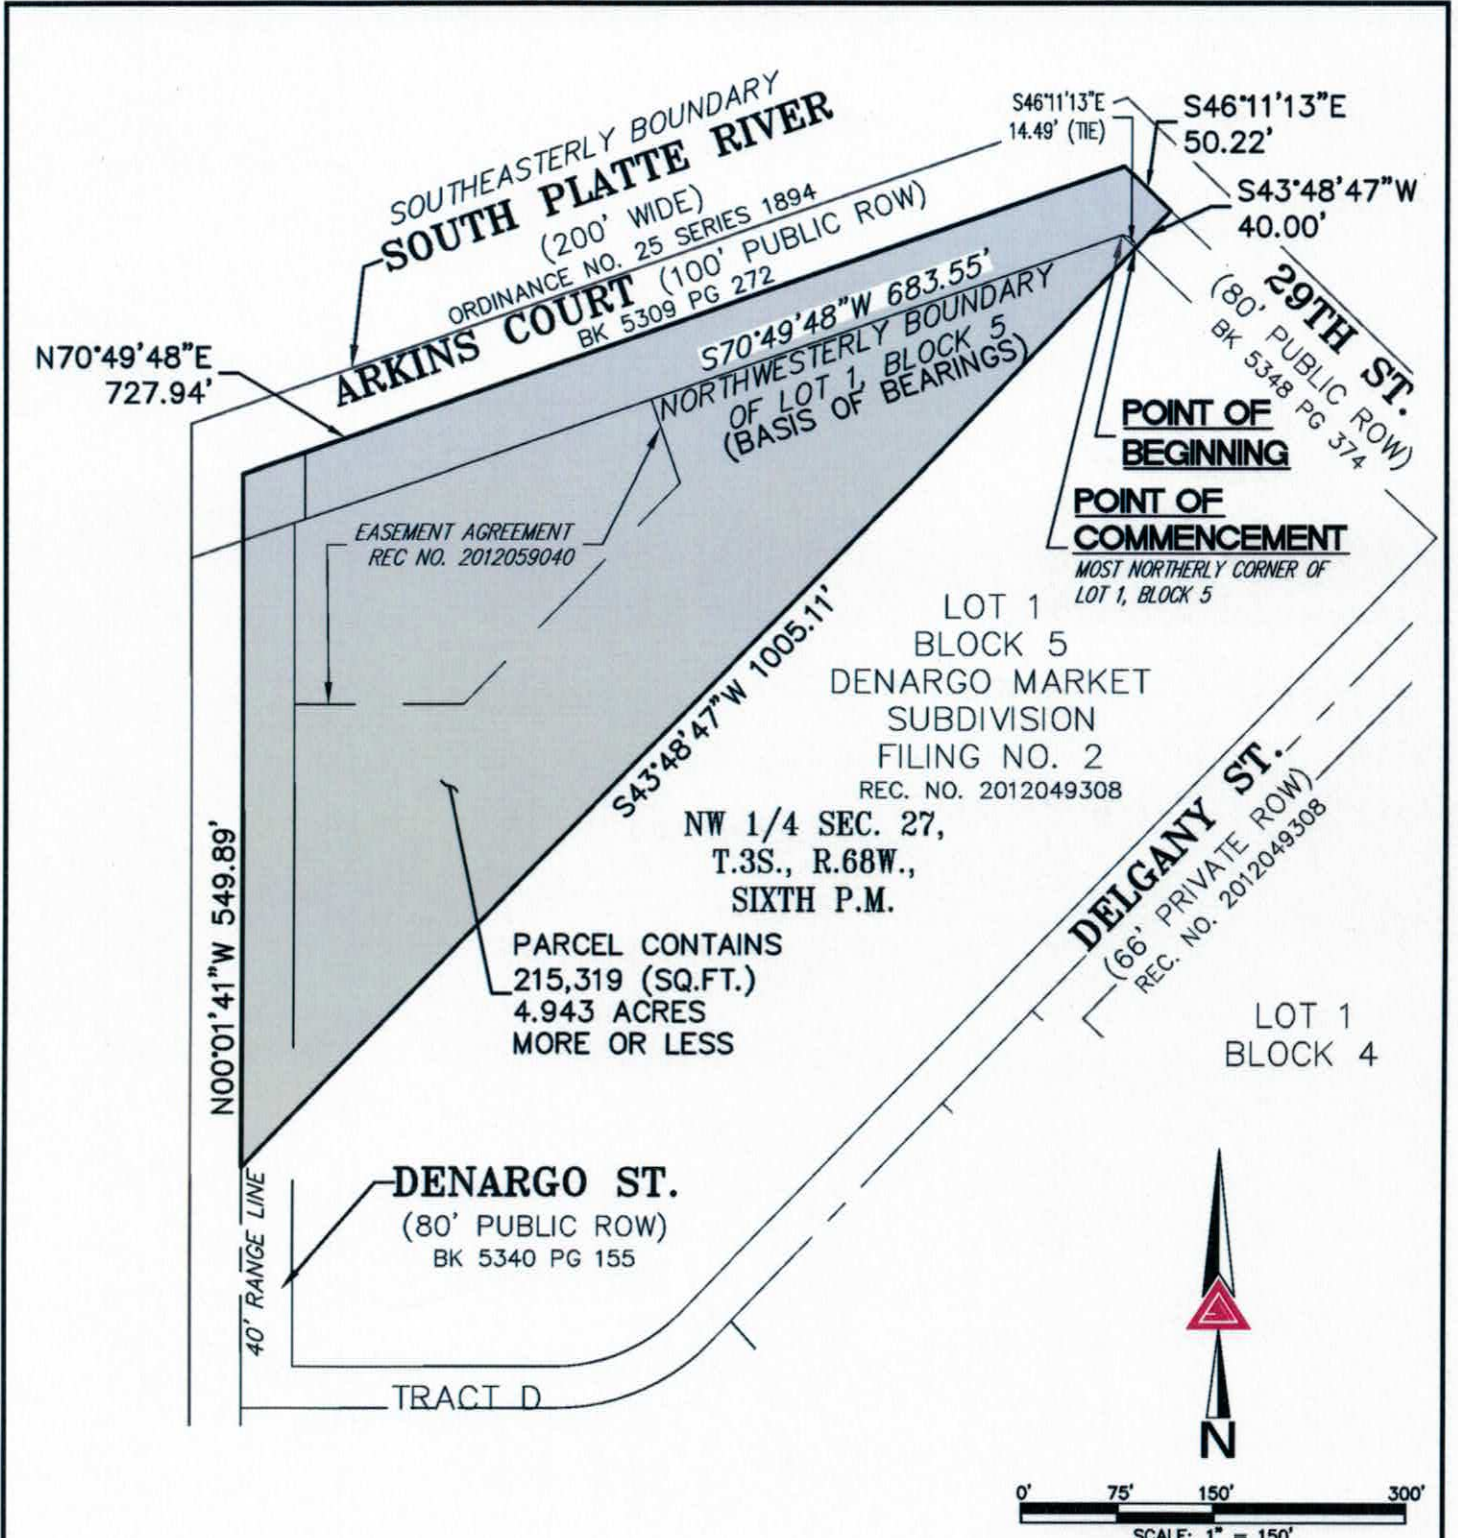 SOUTHEASTERLY BOUNDARY
SOUTH PLATTE RIVER
(200' WIDE)
ORDINANCE NO. 25 SERIES 1894
ARKINS COURT (100' PUBLIC ROW)
BK 5309 PG 272
S46°11'13"E
14.49' (TIE)
S46°11'13"E
50.22'
S43°48'47"W
40.00'
29TH ST.
(80' PUBLIC ROW)
BK 5348 PG 374
N70°49'48"E
727.94'
S70°49'48"W 683.55'
NORTHWESTERLY BOUNDARY
OF LOT 1, BLOCK 5
(BASIS OF BEARINGS)
POINT OF
BEGINNING
POINT OF
COMMENCEMENT
MOST NORTHERLY CORNER OF
LOT 1, BLOCK 5
EASEMENT AGREEMENT
REC NO. 2012059040
LOT 1
BLOCK 5
DENARGO MARKET
SUBDIVISION
FILING NO. 2
REC. NO. 2012049308
S43°48'47"W 1005.11'
NW 1/4 SEC. 27,
T.3S., R.68W.,
SIXTH P.M.
N00°01'41"W 549.89'
PARCEL CONTAINS
215,319 (SQ.FT.)
4.943 ACRES
MORE OR LESS
DELGANY ST.
(66' PRIVATE ROW)
REC. NO. 2012049308
LOT 1
BLOCK 4
DENARGO ST.
(80' PUBLIC ROW)
BK 5340 PG 155
40' RANGE LINE
TRACT D
N
0' 75' 150' 300'
SCALE: 1" = 150'